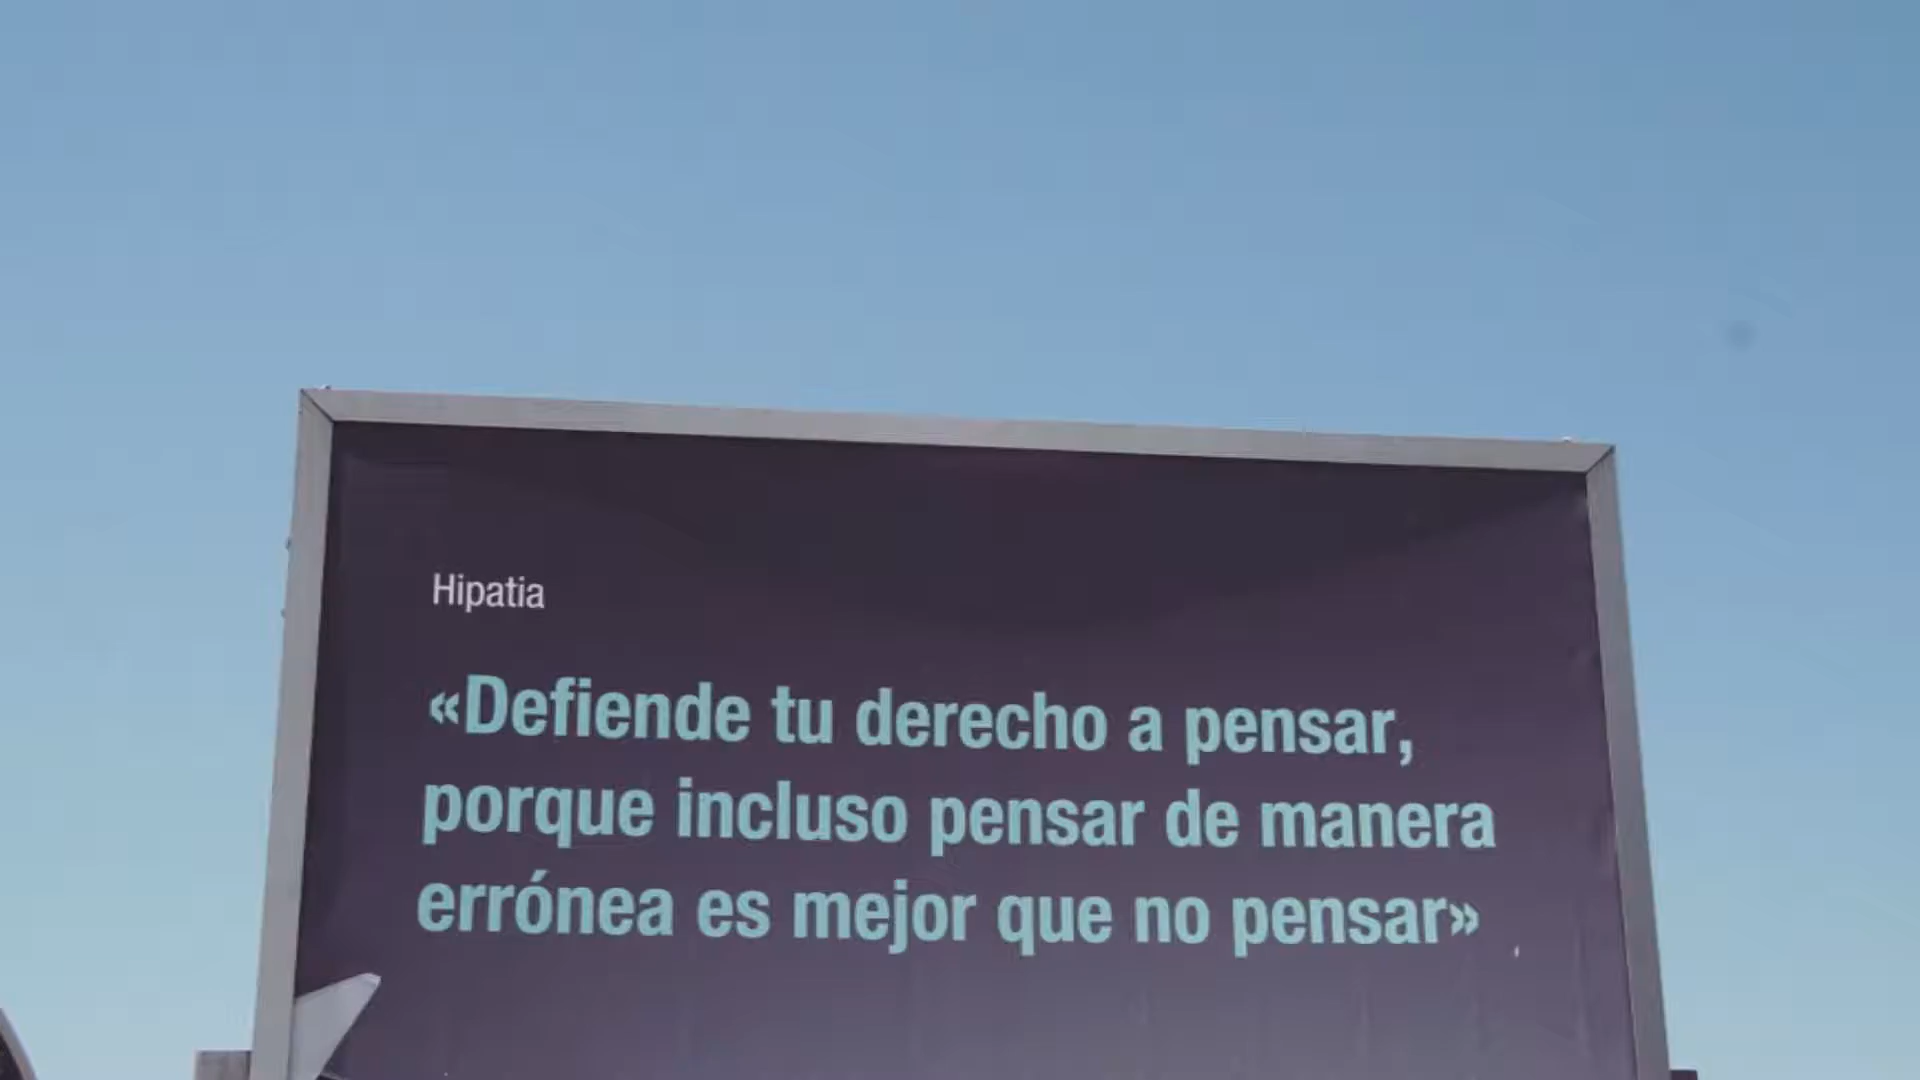 Hipatia
«Defiende tu derecho a pensar,
porque incluso pensar de manera
errónea es mejor que no pensar»